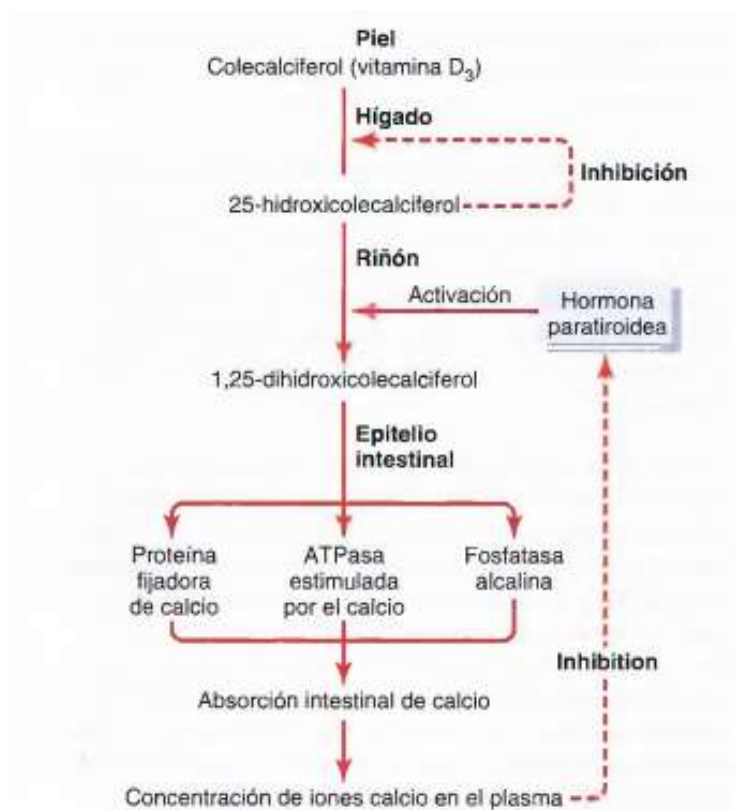 Piel
Colecalciferol (vitamina D₃)
Hígado
Inhibición
25-hidroxicolecalciferol
Riñón
Activación
Hormona
paratiroidea
1,25-dihidroxicolecalciferol
Epitelio
intestinal
Proteína
fijadora
de calcio
ATPasa
estimulada
por el calcio
Fosfatasa
alcalina
Inhibition
Absorción intestinal de calcio
Concentración de iones calcio en el plasma